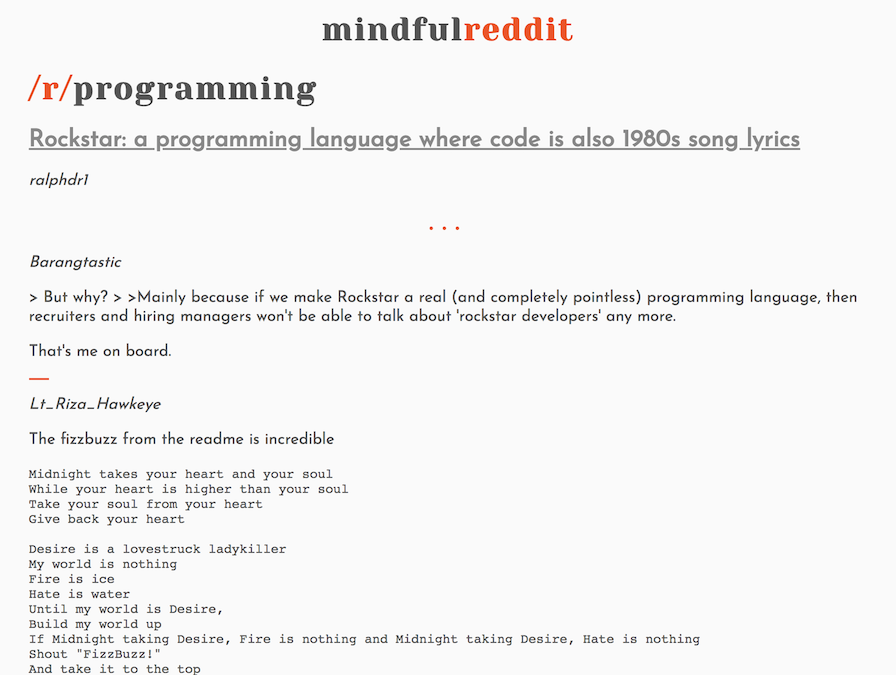 mindfulreddit
/r/programming
Rockstar: a programming language where code is also 1980s song lyrics
ralphdr1
...
Barangtastic
> But why? > >Mainly because if we make Rockstar a real (and completely pointless) programming language, then
recruiters and hiring managers won't be able to talk about 'rockstar developers' any more.
That's me on board.
Lt_Riza_Hawkeye
The fizzbuzz from the readme is incredible
Midnight takes your heart and your soul
While your heart is higher than your soul
Take your soul from your heart
Give back your heart
Desire is a lovestruck ladykiller
My world is nothing
Fire is ice
Hate is water
Until my world is Desire,
Build my world up
If Midnight taking Desire, Fire is nothing and Midnight taking Desire, Hate is nothing
Shout "FizzBuzz!"
And take it to the top